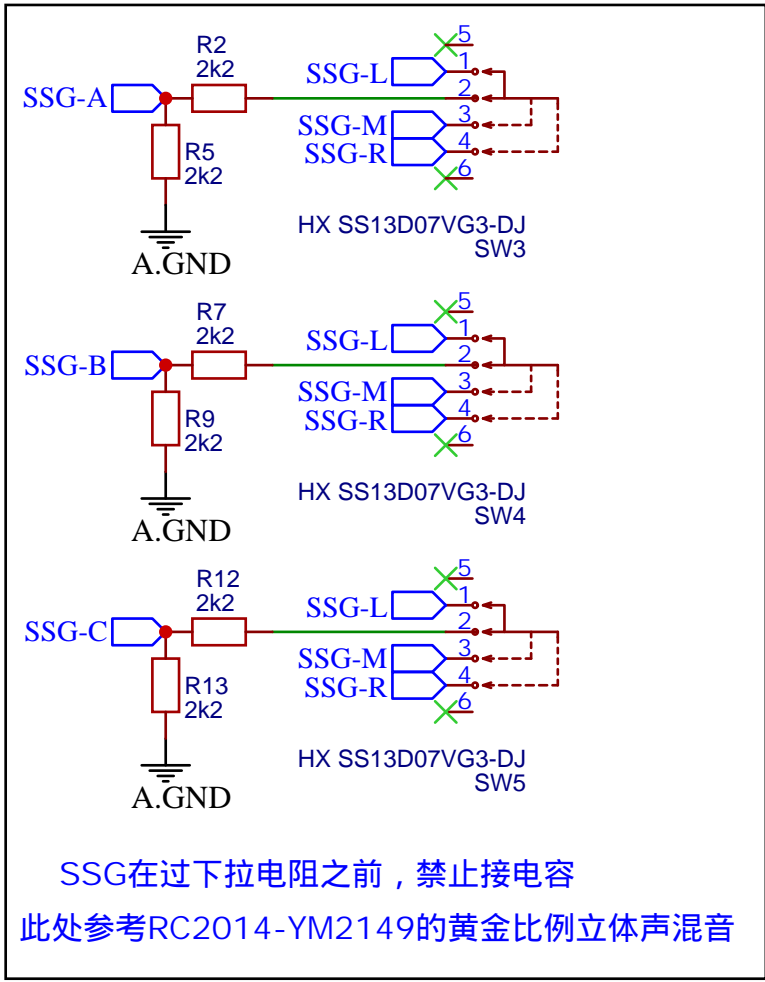 5
R2
2k2
SSG-L
1
SSG-A
2
SSG-M
3
SSG-R
4
R5
2k2
6
HX SS13D07VG3-DJ
SW3
A.GND
5
R7
2k2
SSG-L
1
SSG-B
2
SSG-M
3
SSG-R
4
R9
2k2
6
HX SS13D07VG3-DJ
SW4
A.GND
5
R12
2k2
SSG-L
1
SSG-C
2
SSG-M
3
SSG-R
4
R13
2k2
6
HX SS13D07VG3-DJ
SW5
A.GND
SSG在过下拉电阻之前，禁止接电容
此处参考RC2014-YM2149的黄金比例立体声混音